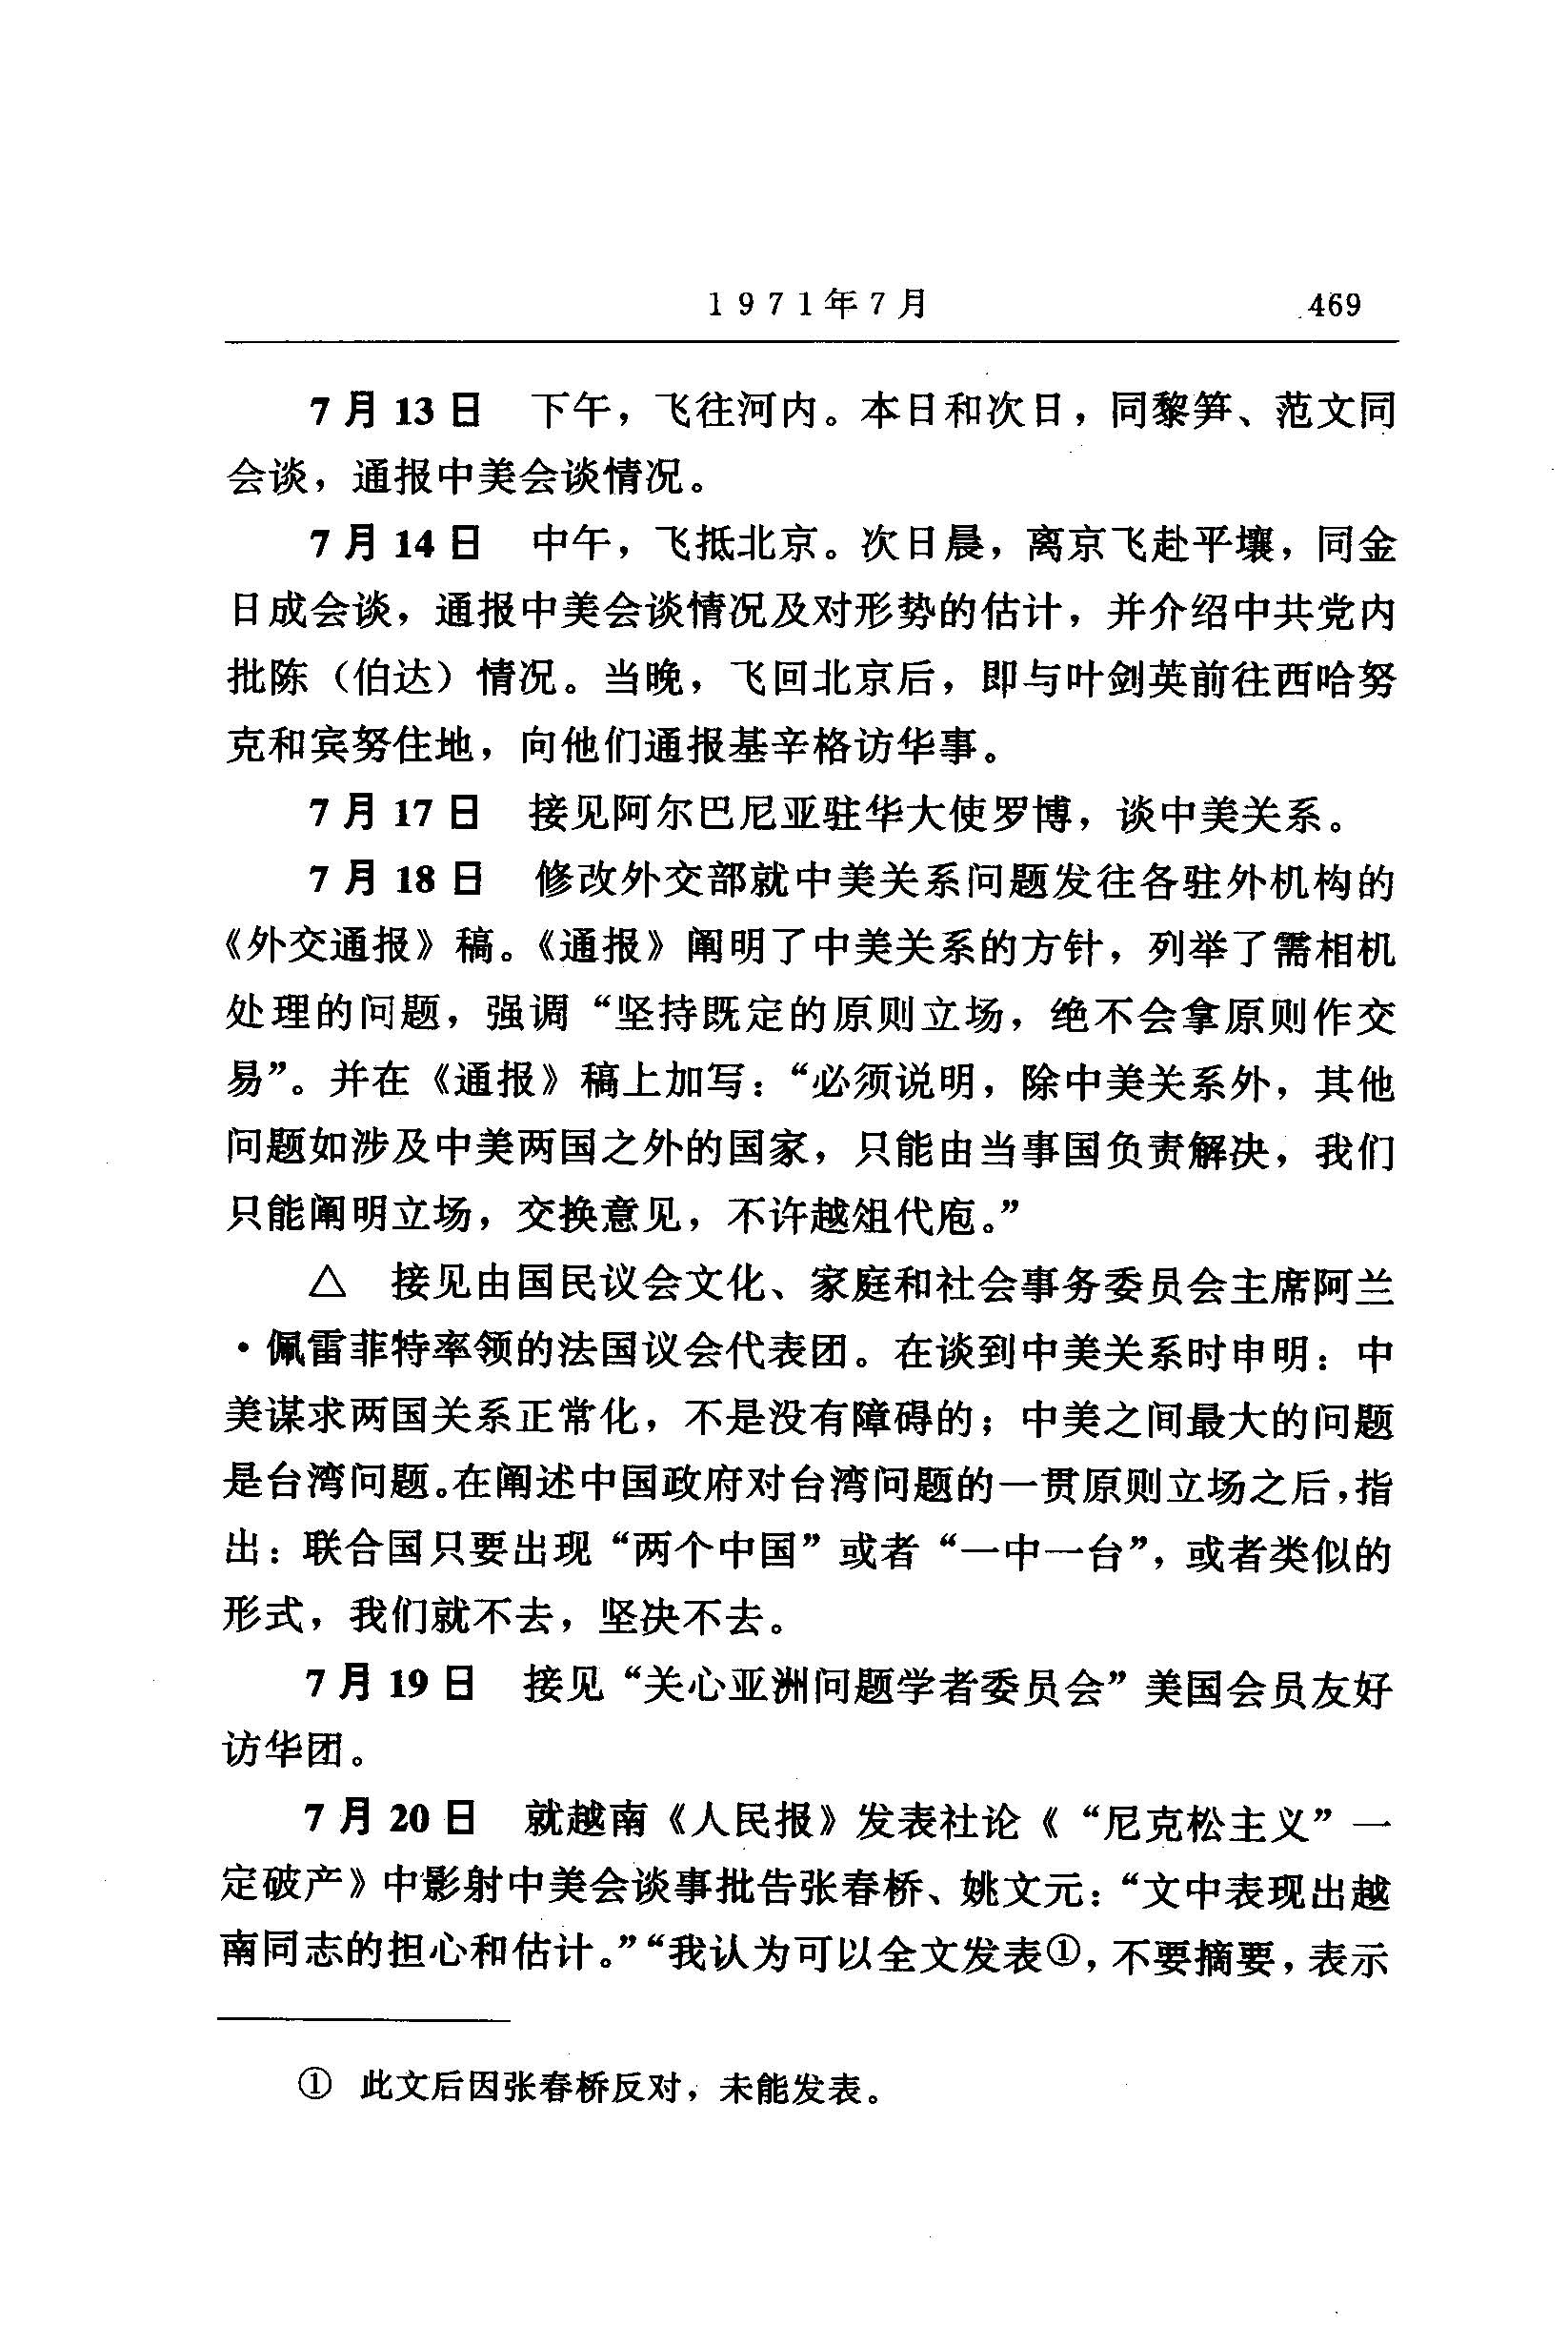 1971年7月 469
7月13日 下午，飞往河内。本日和次日，同黎笋、范文同
会谈，通报中美会谈情况。
7月14日 中午，飞抵北京。次日晨，离京飞赴平壤，同金
日成会谈，通报中美会谈情况及对形势的估计，并介绍中共党内
批陈（伯达）情况。当晚，飞回北京后，即与叶剑英前往西哈努
克和宾努住地，向他们通报基辛格访华事。
7月17日 接见阿尔巴尼亚驻华大使罗博，谈中美关系。
7月18日 修改外交部就中美关系问题发往各驻外机构的
《外交通报》稿。《通报》阐明了中美关系的方针，列举了需相机
处理的问题，强调“坚持既定的原则立场，绝不会拿原则作交
易”。并在《通报》稿上加写：“必须说明，除中美关系外，其他
问题如涉及中美两国之外的国家，只能由当事国负责解决，我们
只能阐明立场，交换意见，不许越俎代庖。”
△ 接见由国民议会文化、家庭和社会事务委员会主席阿兰
·佩雷菲特率领的法国议会代表团。在谈到中美关系时申明：中
美谋求两国关系正常化，不是没有障碍的；中美之间最大的问题
是台湾问题。在阐述中国政府对台湾问题的一贯原则立场之后，指
出：联合国只要出现“两个中国”或者“一中一台”，或者类似的
形式，我们就不去，坚决不去。
7月19日 接见“关心亚洲问题学者委员会”美国会员友好
访华团。
7月20日 就越南《人民报》发表社论《“尼克松主义”一
定破产》中影射中美会谈事批告张春桥、姚文元：“文中表现出越
南同志的担心和估计。”“我认为可以全文发表①，不要摘要，表示
① 此文后因张春桥反对，未能发表。